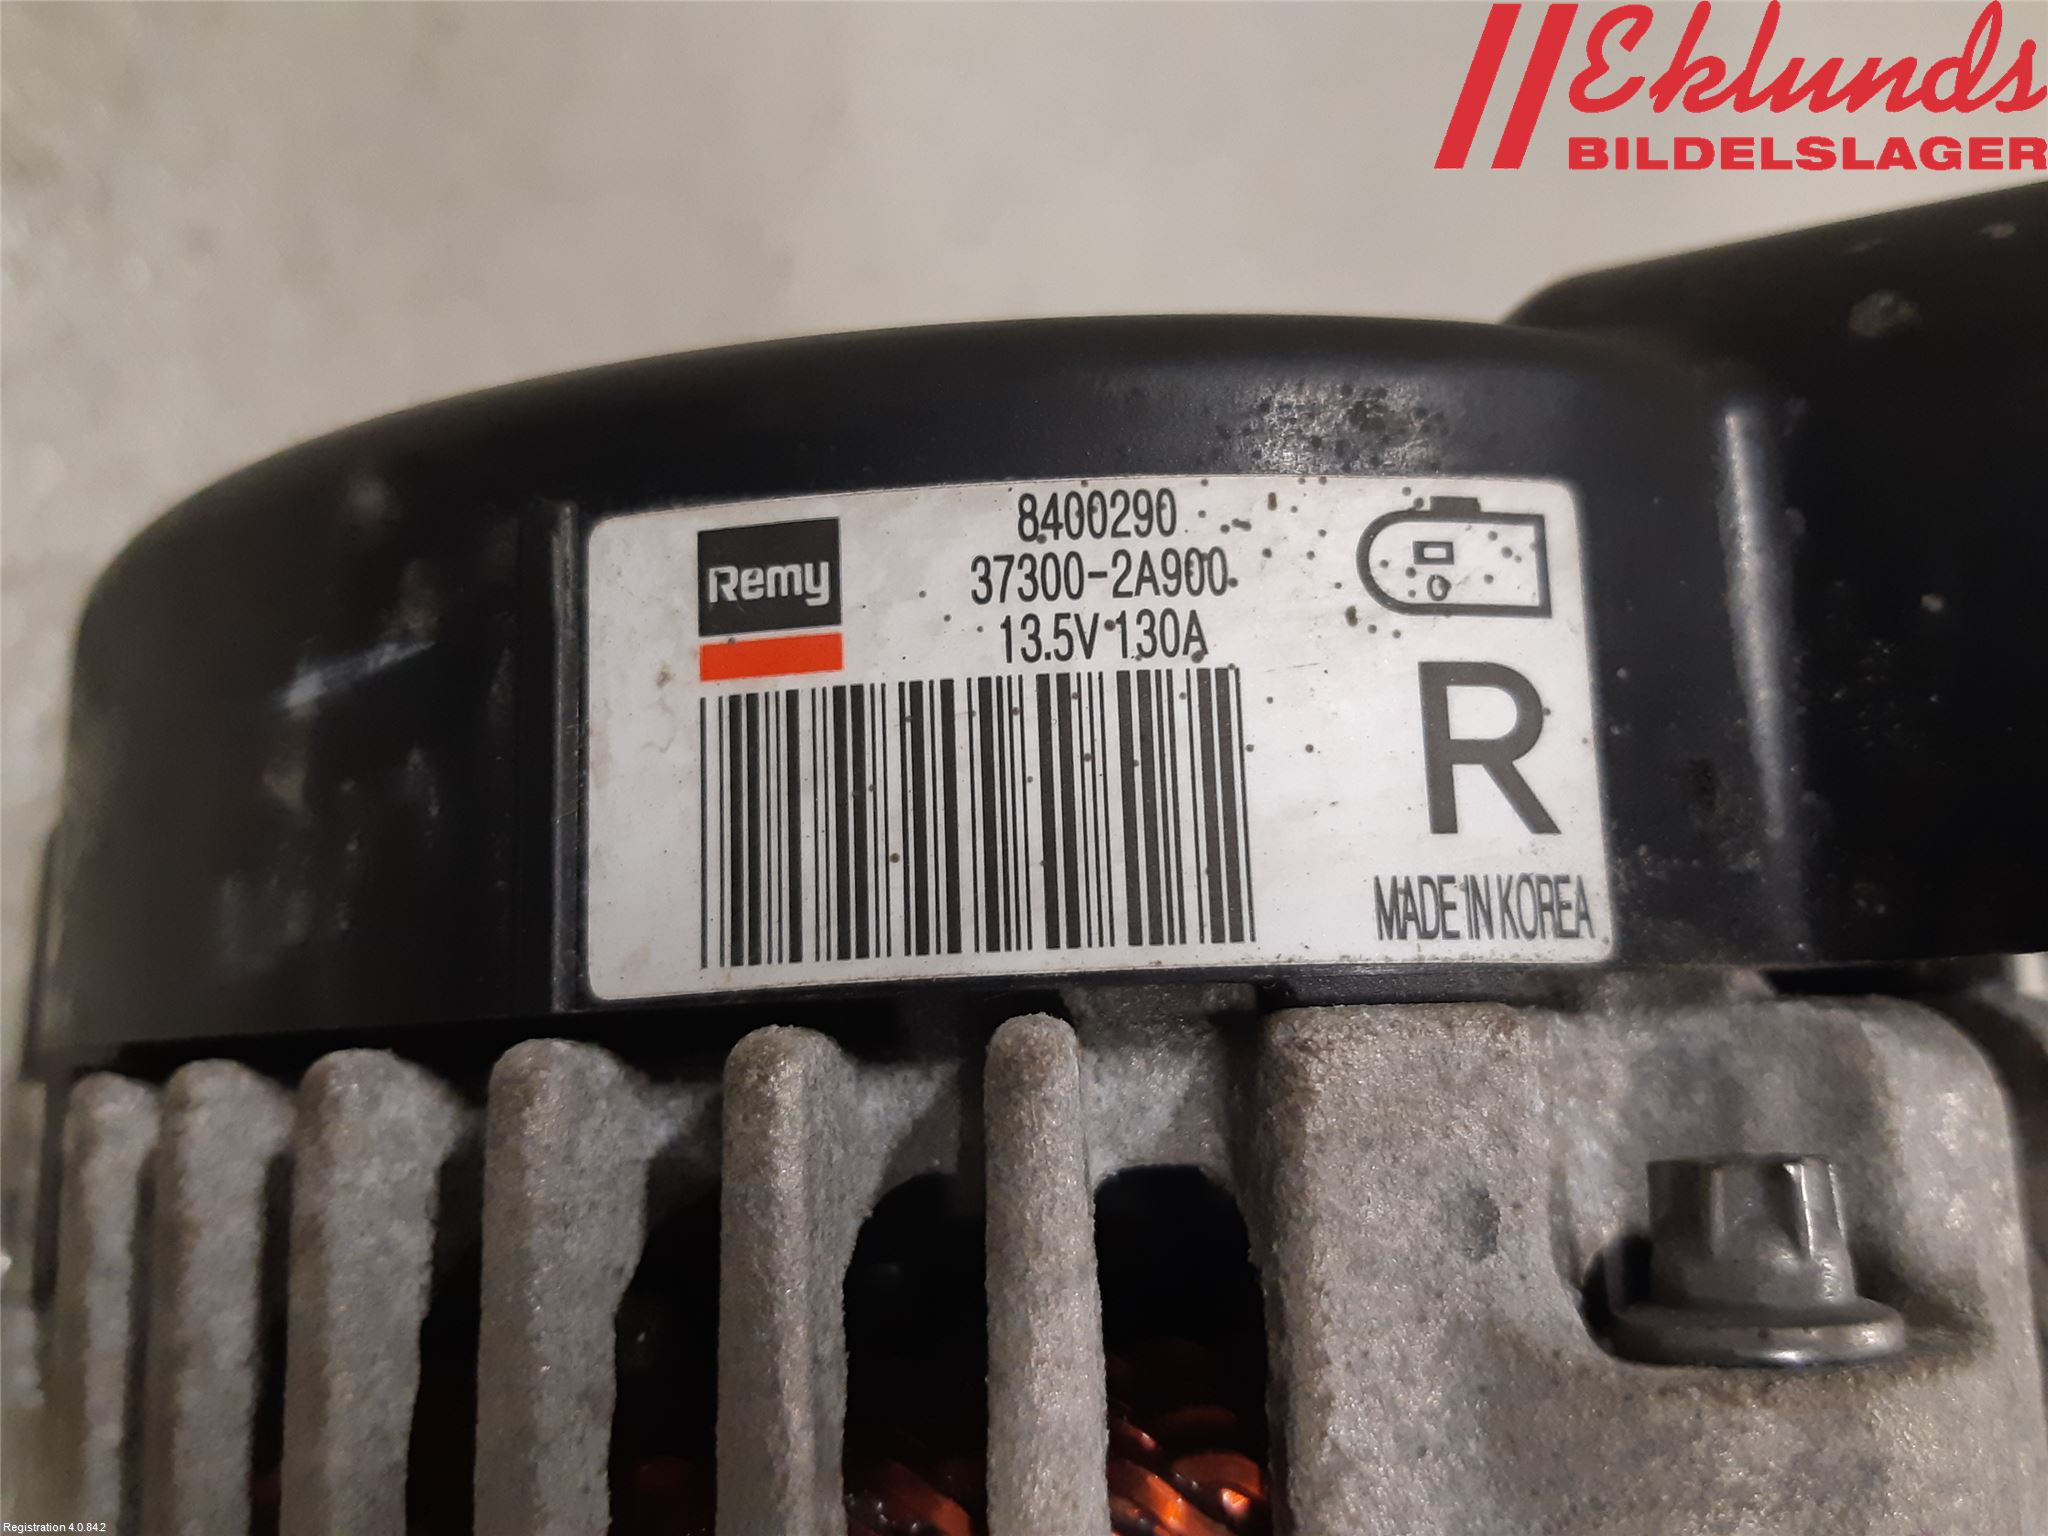 Eklunds
BILDELSLAGER
Remy
8400290
37300-2A900
13.5V 130A
R
MADE IN KOREA
Registration 4.0.84.2